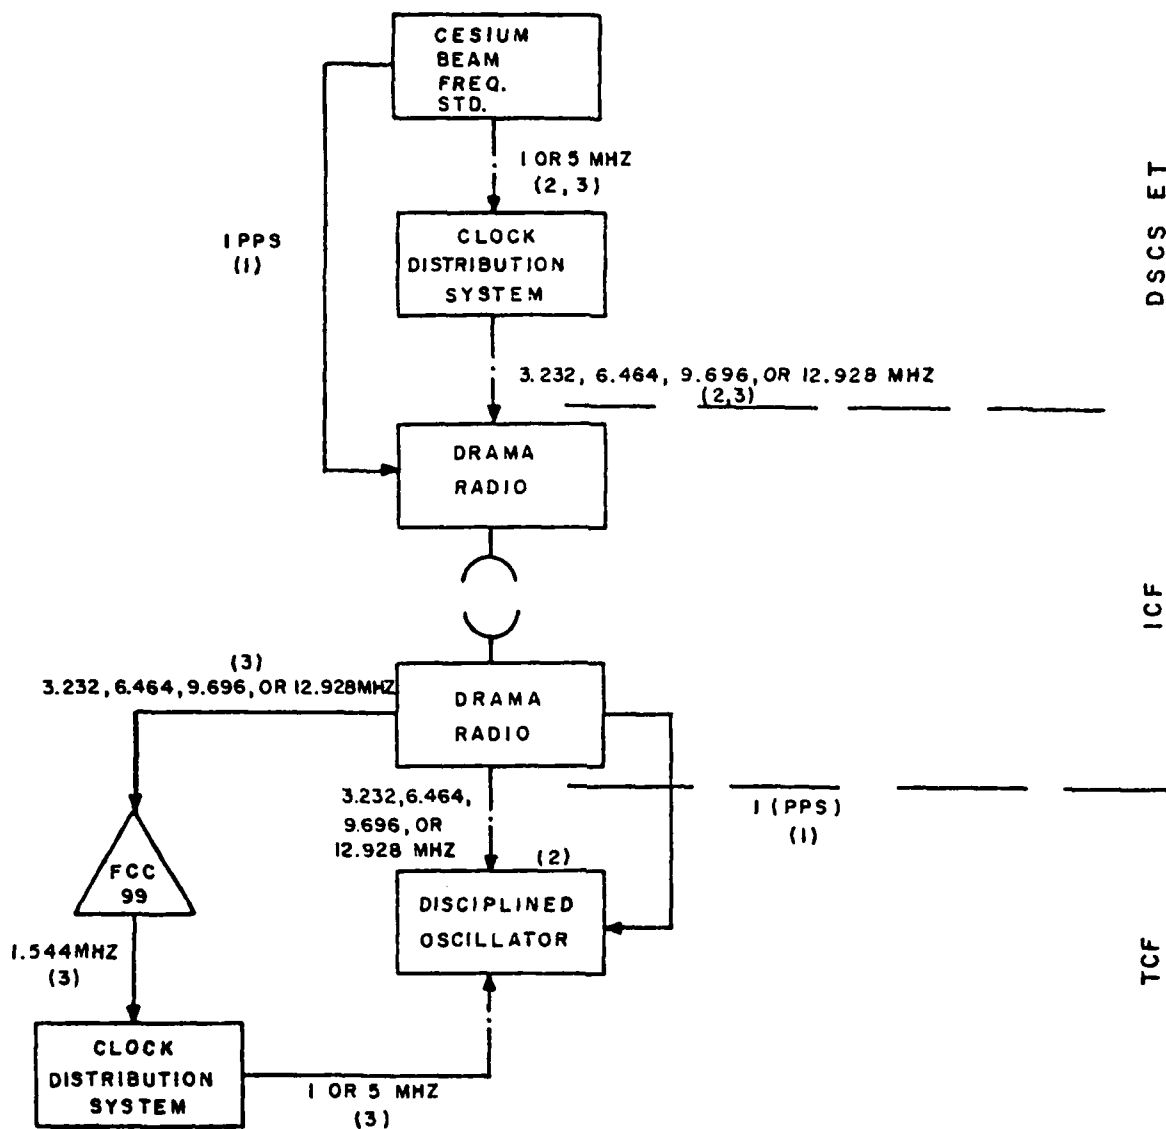 CESIUM
BEAM
FREQ.
STD.
1 OR 5 MHZ
(2, 3)
1 PPS
(1)
CLOCK
DISTRIBUTION
SYSTEM
DSCS ET
3.232, 6.464, 9.696, OR 12.928 MHZ
(2,3)
DRAMA
RADIO
ICF
(3)
3.232, 6.464, 9.696, OR 12.928MHZ
DRAMA
RADIO
3.232,6.464,
9.696, OR
12.928 MHZ
1 (PPS)
(1)
(2)
FCC
99
DISCIPLINED
OSCILLATOR
1.544MHZ
(3)
TCF
CLOCK
DISTRIBUTION
SYSTEM
1 OR 5 MHZ
(3)